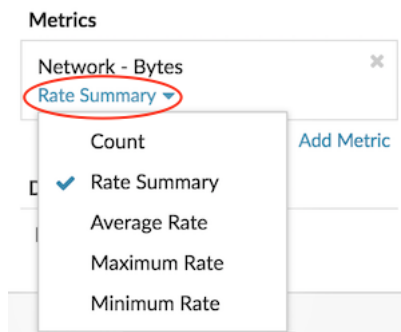 Metrics
Network - Bytes
Rate Summary
Count
Add Metric
Rate Summary
Average Rate
Maximum Rate
Minimum Rate